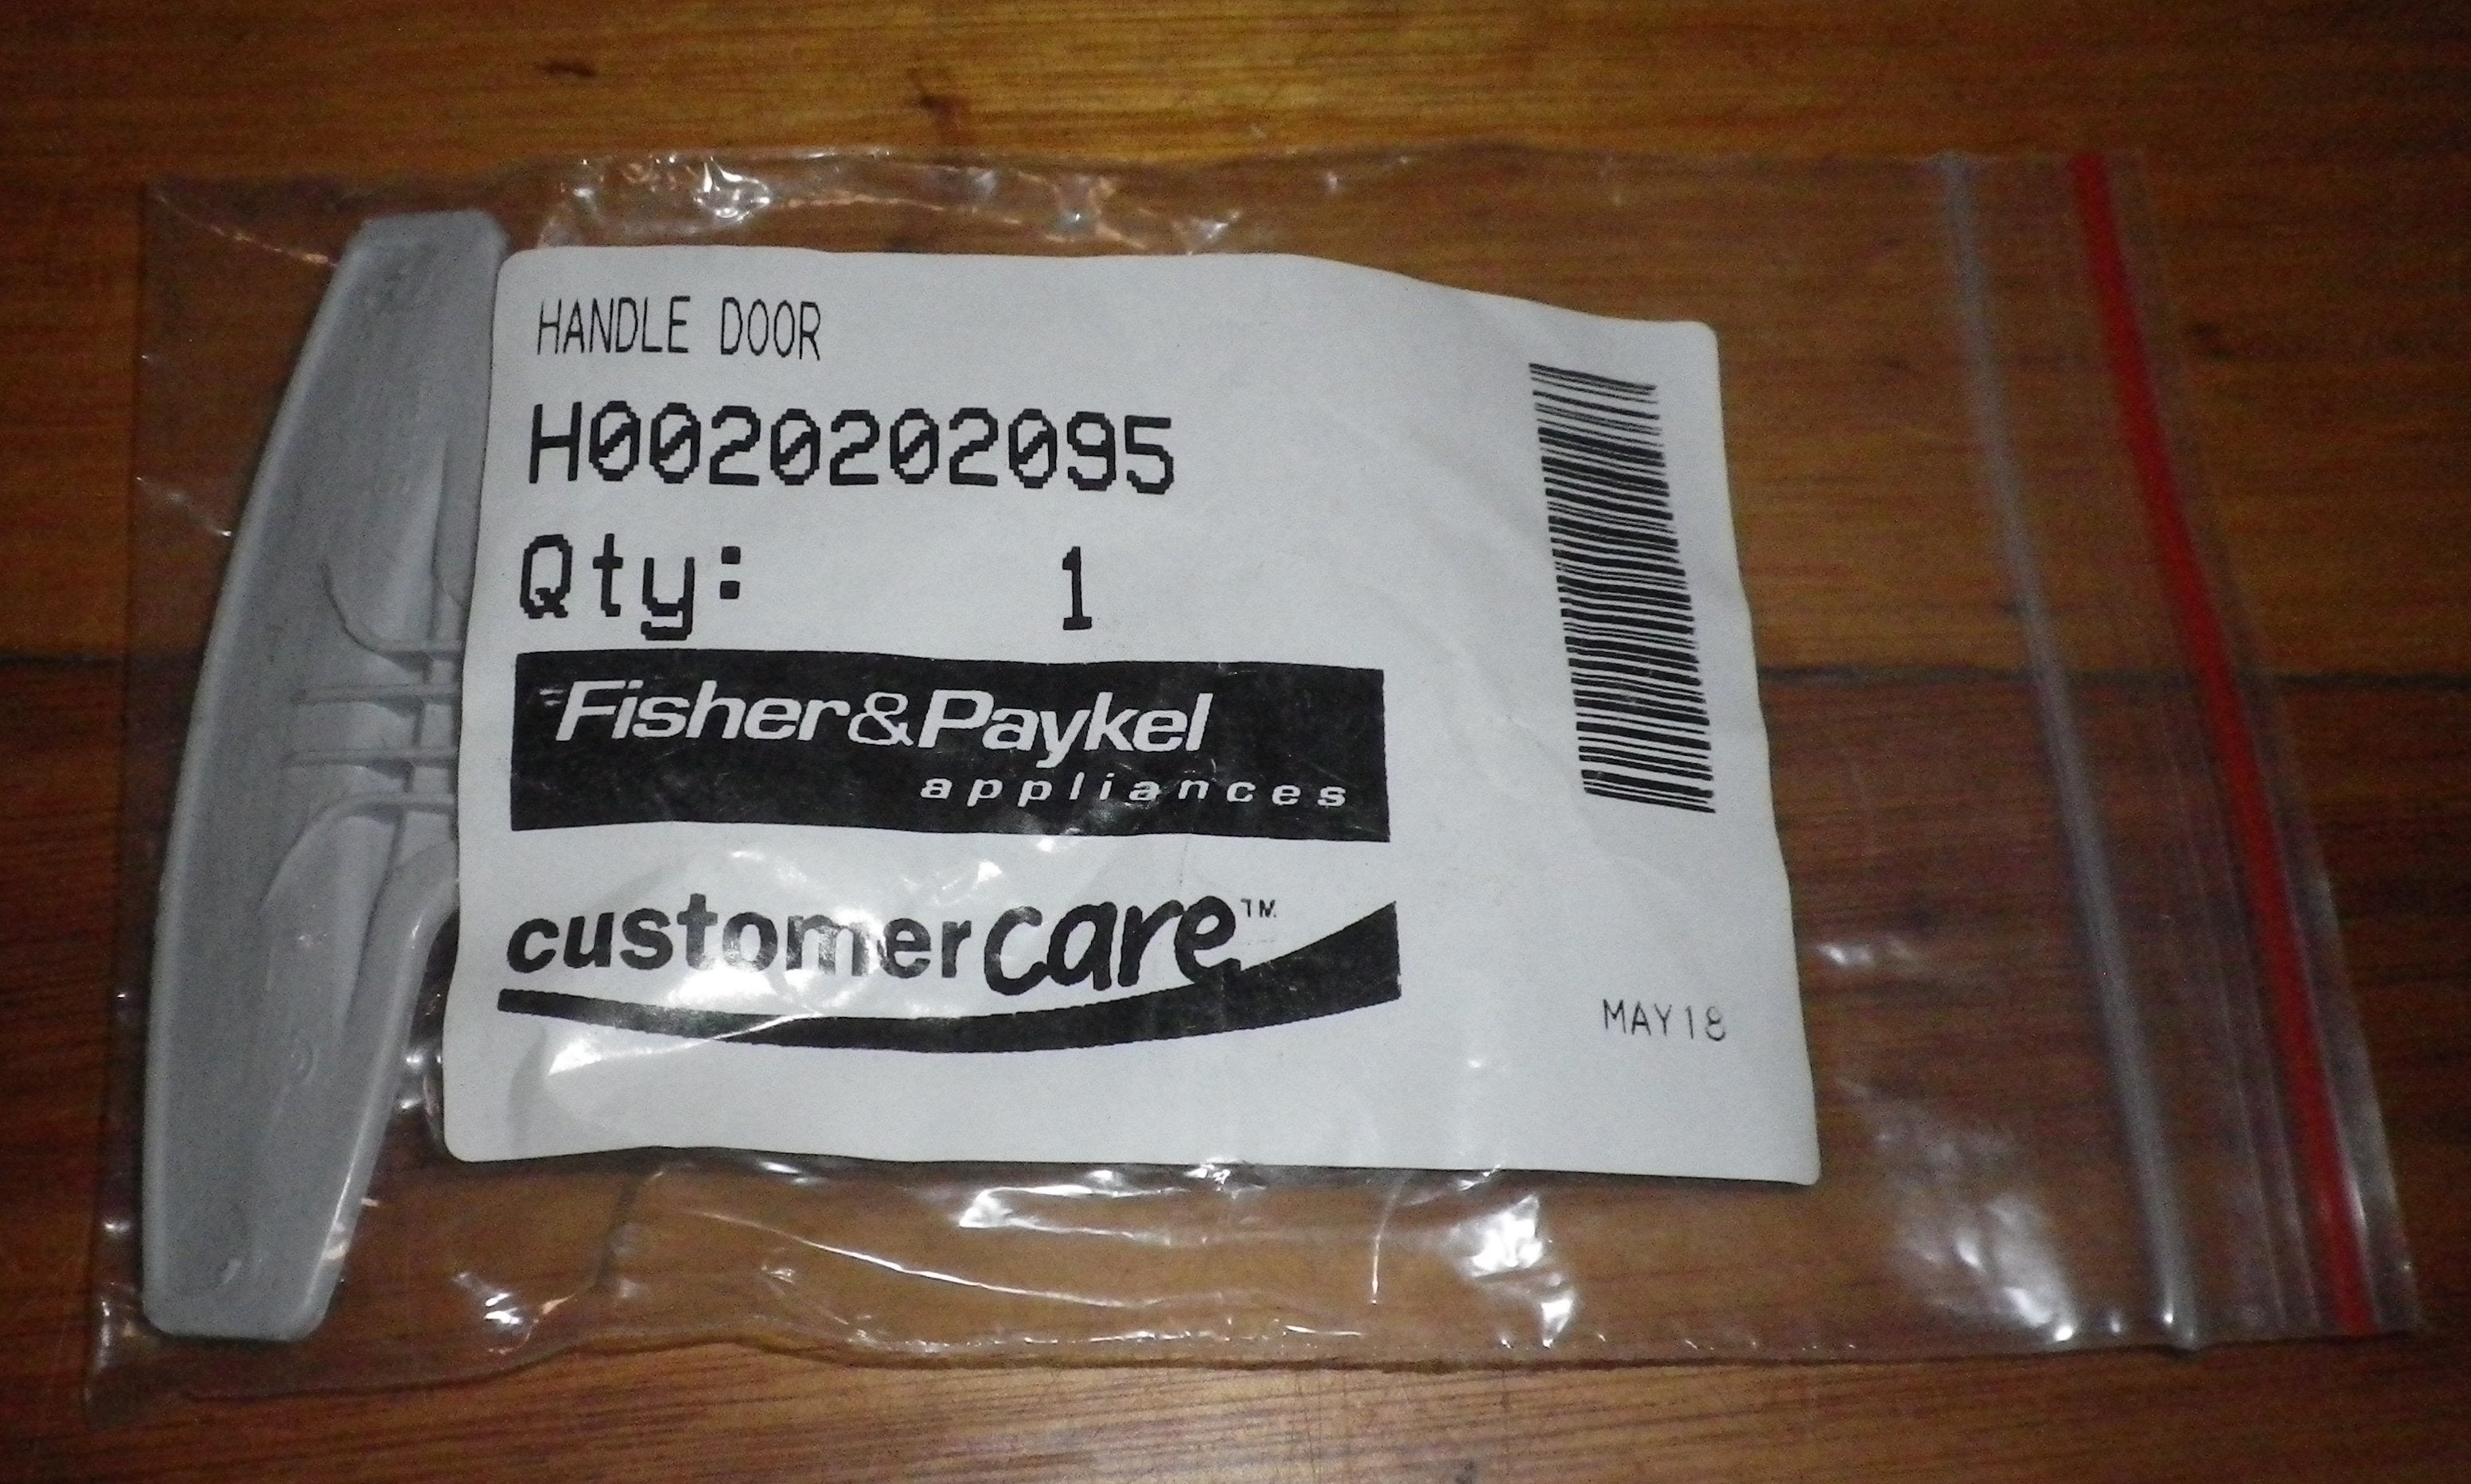 HANDLE DOOR
H0020202095
Qty: 1
Fisher&Paykel
appliances
customercare™
MAY18